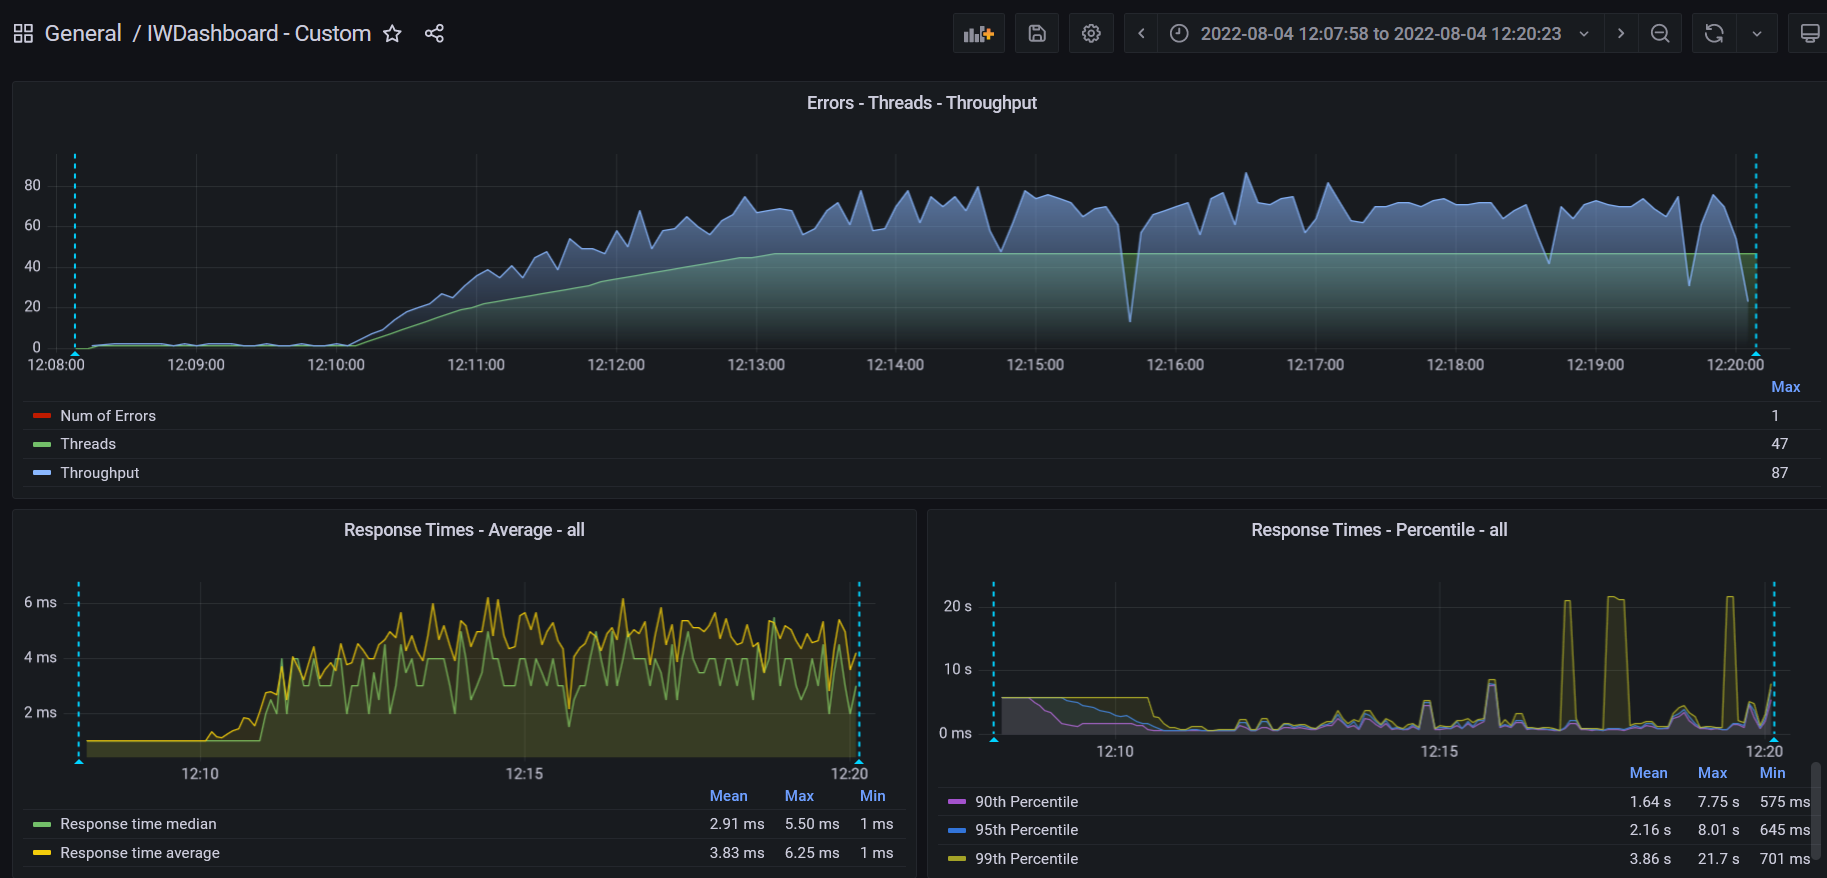 General / IWDashboard - Custom
2022-08-04 12:07:58 to 2022-08-04 12:20:23
Errors - Threads - Throughput
80
60
40
20
0
12:08:00 12:09:00 12:10:00 12:11:00 12:12:00 12:13:00 12:14:00 12:15:00 12:16:00 12:17:00 12:18:00 12:19:00 12:20:00
Max
Num of Errors 1
Threads 47
Throughput 87
Response Times - Average - all
6 ms
4 ms
2 ms
12:10 12:15 12:20
Mean Max Min
Response time median 2.91 ms 5.50 ms 1 ms
Response time average 3.83 ms 6.25 ms 1 ms
Response Times - Percentile - all
20 s
10 s
0 ms
12:10 12:15 12:20
Mean Max Min
90th Percentile 1.64 s 7.75 s 575 ms
95th Percentile 2.16 s 8.01 s 645 ms
99th Percentile 3.86 s 21.7 s 701 ms